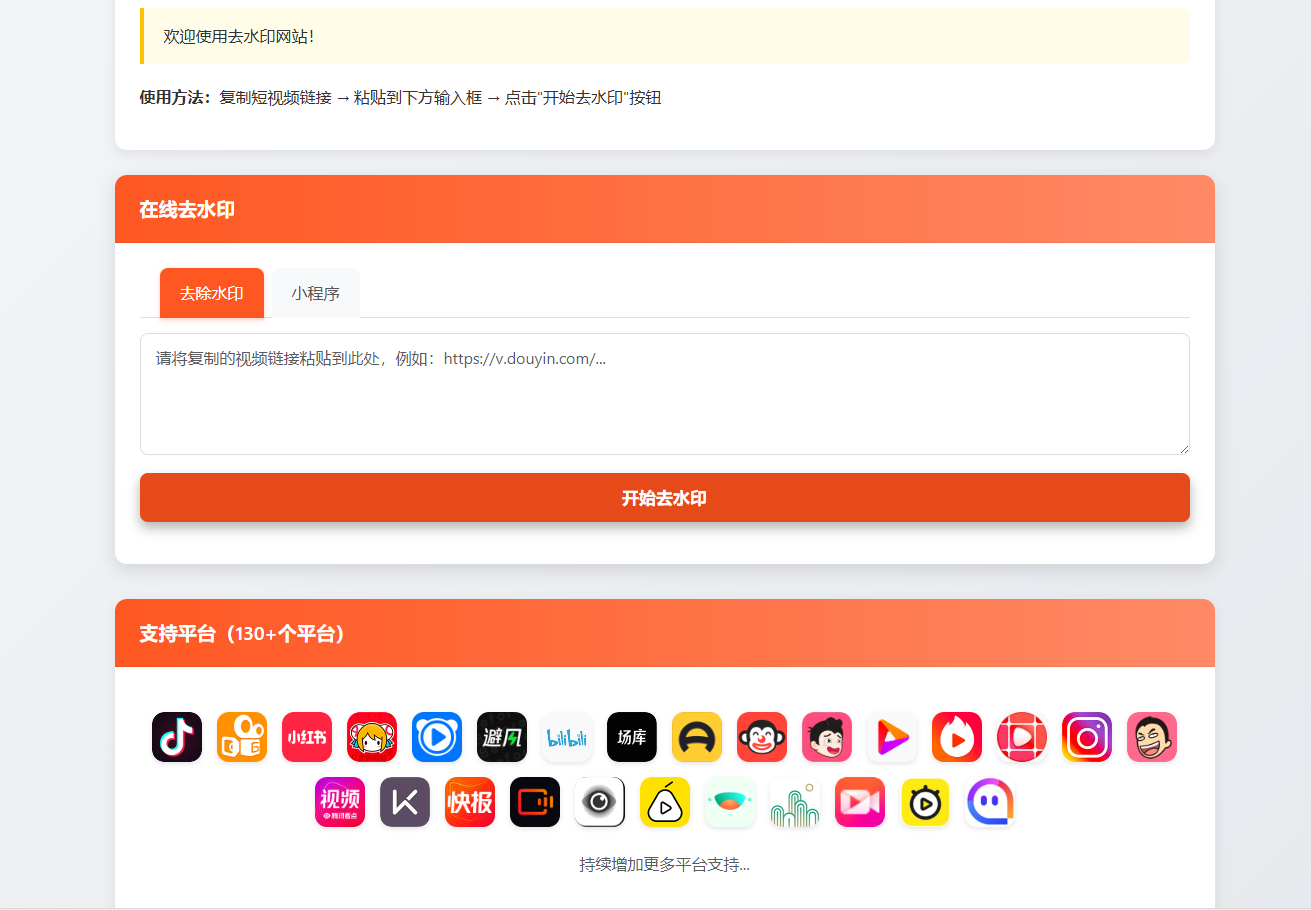 欢迎使用去水印网站！
使用方法：复制短视频链接 → 粘贴到下方输入框 → 点击"开始去水印"按钮
在线去水印
去除水印 小程序
请将复制的视频链接粘贴到此处，例如：https://v.douyin.com/...
开始去水印
支持平台（130+个平台）
小红书 避风 bilibili 场库
视频 快报
腾讯看点
持续增加更多平台支持...